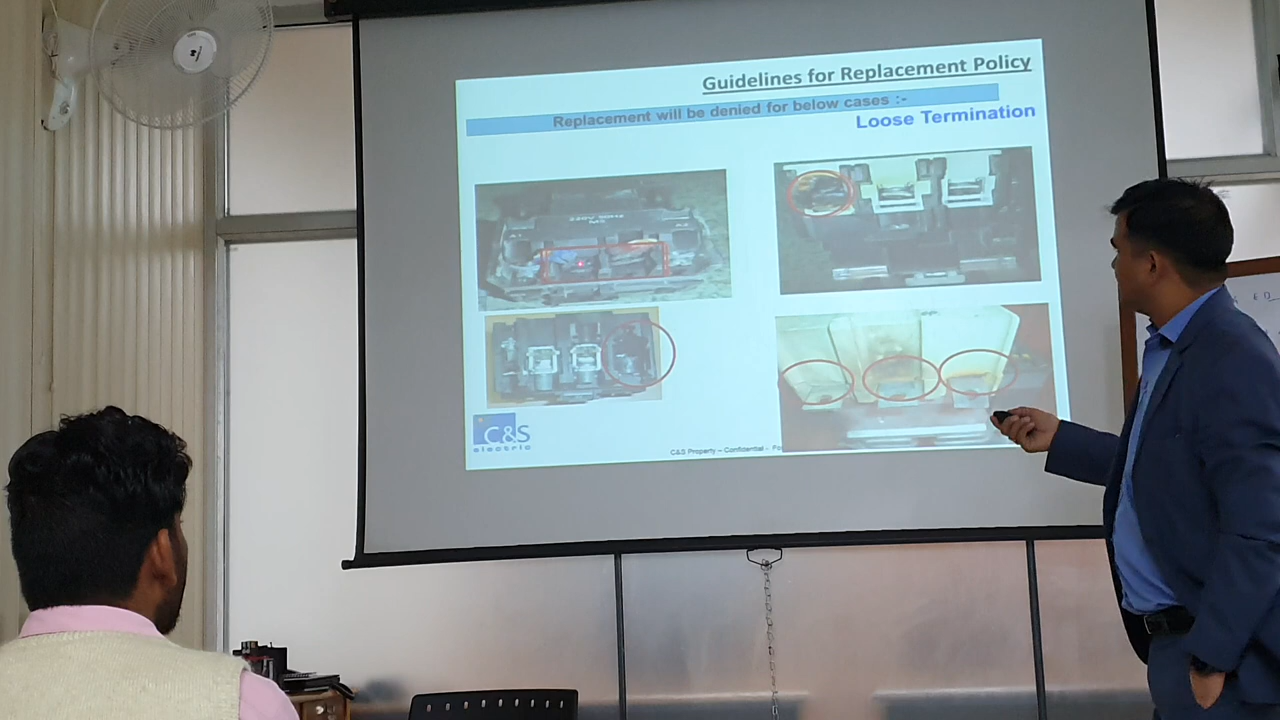 Guidelines for Replacement Policy
Replacement will be denied for below cases :-
Loose Termination
C&S
electric
C&S Property – Confidential -